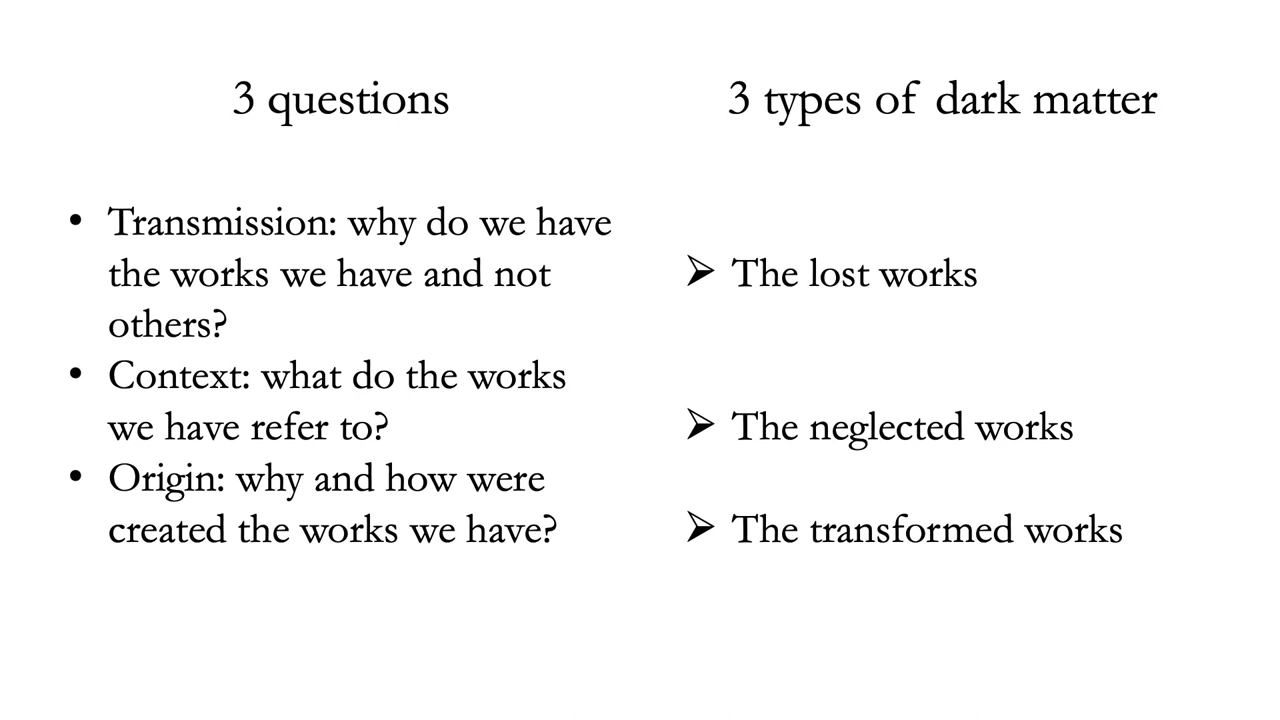 3 questions
3 types of dark matter
• Transmission: why do we have
the works we have and not
others?
• Context: what do the works
we have refer to?
• Origin: why and how were
created the works we have?
➢ The lost works
➢ The neglected works
➢ The transformed works